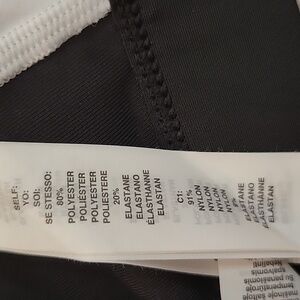 SELF:
YO:
SOI:
SE STESSO:
80%
POLYESTER
POLIÉSTER
POLYESTER
POLIESTERE
20%
ELASTANE
ELASTANO
ÉLASTHANNE
ELASTAN
C1:
91%
NYLON
NYLON
NYLON
NYLON
9%
ELASTANE
ELASTANO
ÉLASTHANNE
ELASTAN